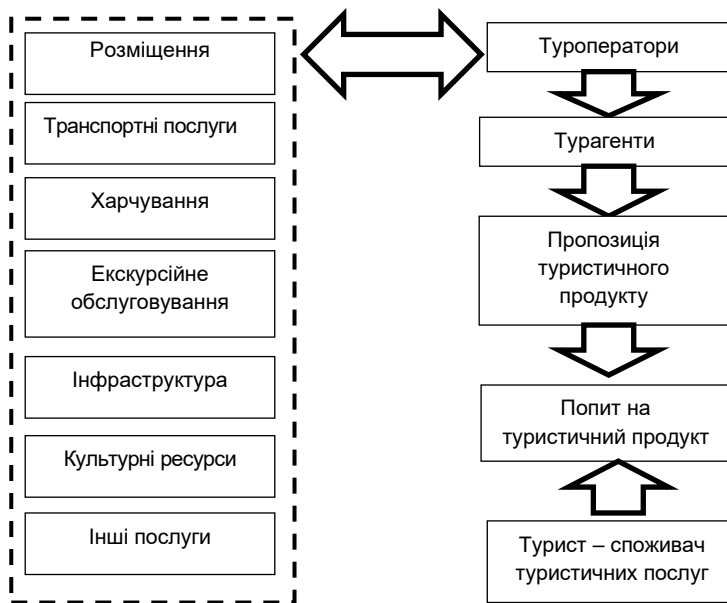 Розміщення
Транспортні послуги
Харчування
Екскурсійне
обслуговування
Інфраструктура
Культурні ресурси
Інші послуги
Туроператори
Турагенти
Пропозиція
туристичного
продукту
Попит на
туристичний продукт
Турист – споживач
туристичних послуг